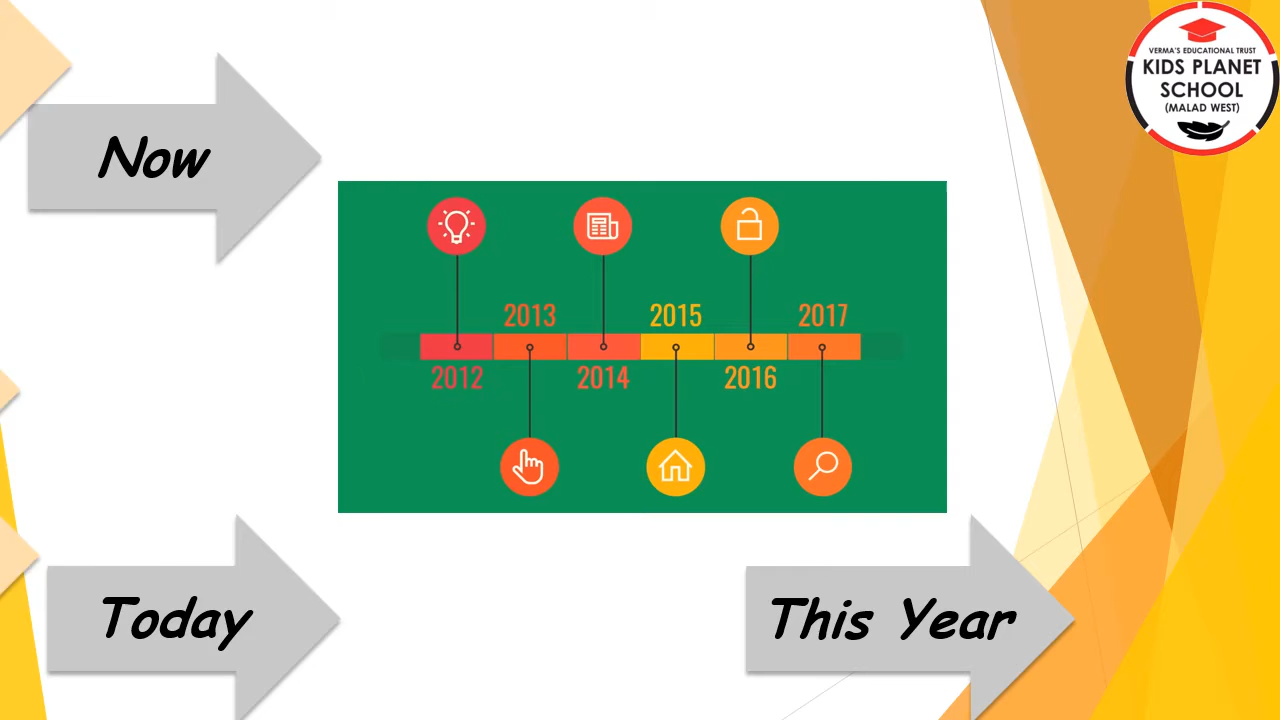 VERMA'S EDUCATIONAL TRUST
KIDS PLANET
SCHOOL
(MALAD WEST)
Now
2013 2015 2017
2012 2014 2016
Today
This Year